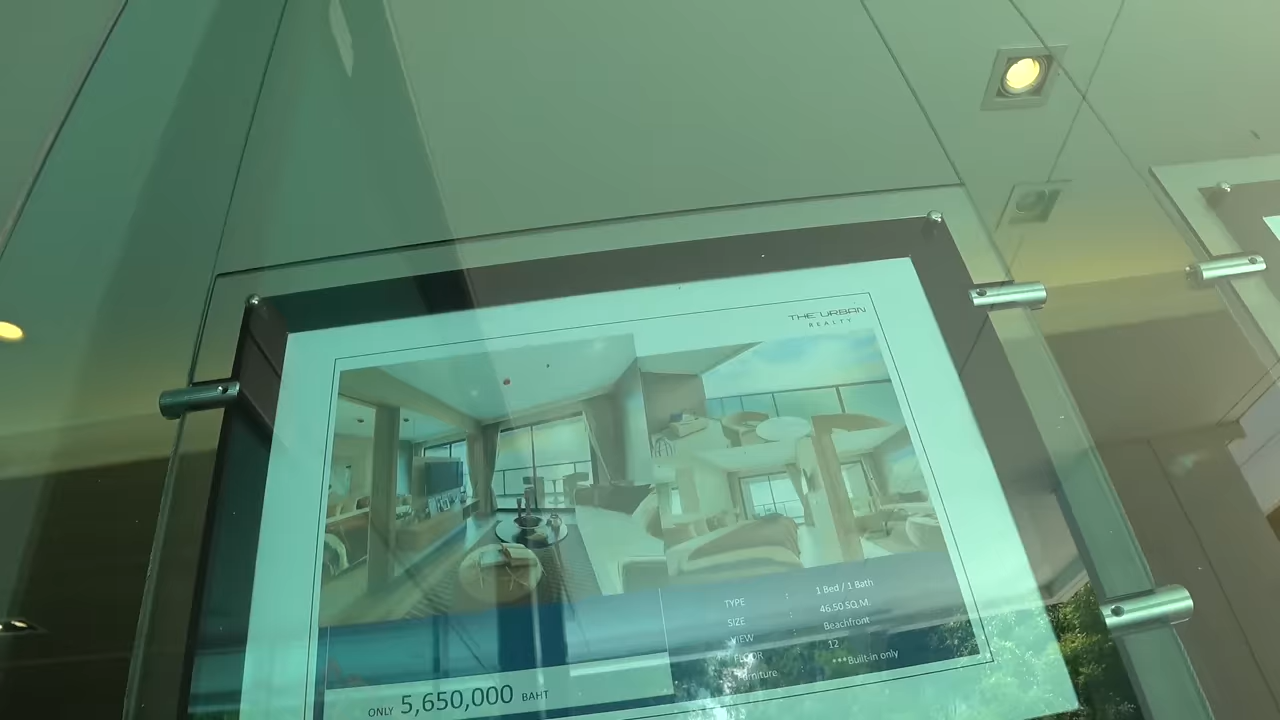 THE URBAN
REALTY
TYPE : 1 Bed / 1 Bath
SIZE : 46.50 SQ.M.
VIEW Beachfront
FLOOR 12
Furniture ***Built-in only
ONLY 5,650,000 BAHT